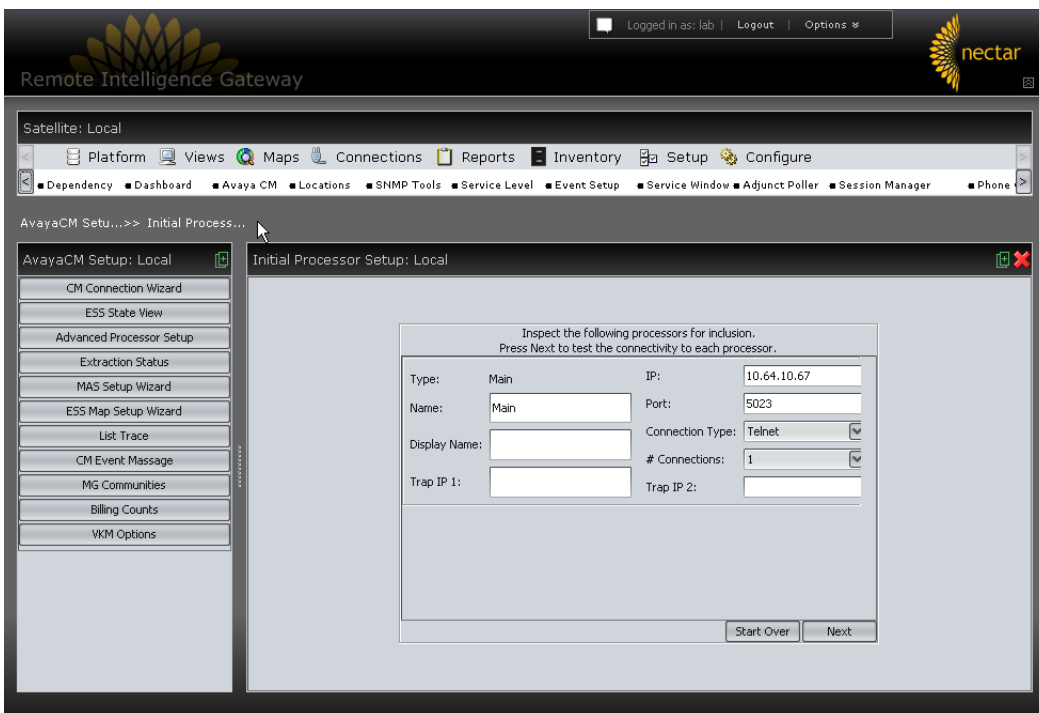 Logged in as: lab | Logout | Options
nectar
Remote Intelligence Gateway
Satellite: Local
Platform Views Maps Connections Reports Inventory Setup Configure
Dependency Dashboard Avaya CM Locations SNMP Tools Service Level Event Setup Service Window Adjunct Poller Session Manager Phone
AvayaCM Setu...>> Initial Process...
AvayaCM Setup: Local
CM Connection Wizard
ESS State View
Advanced Processor Setup
Extraction Status
MAS Setup Wizard
ESS Map Setup Wizard
List Trace
CM Event Massage
MG Communities
Billing Counts
VKM Options
Initial Processor Setup: Local
Inspect the following processors for inclusion.
Press Next to test the connectivity to each processor.
Type: Main
Name: Main
Display Name:
Trap IP 1:
IP: 10.64.10.67
Port: 5023
Connection Type: Telnet
# Connections: 1
Trap IP 2:
Start Over Next